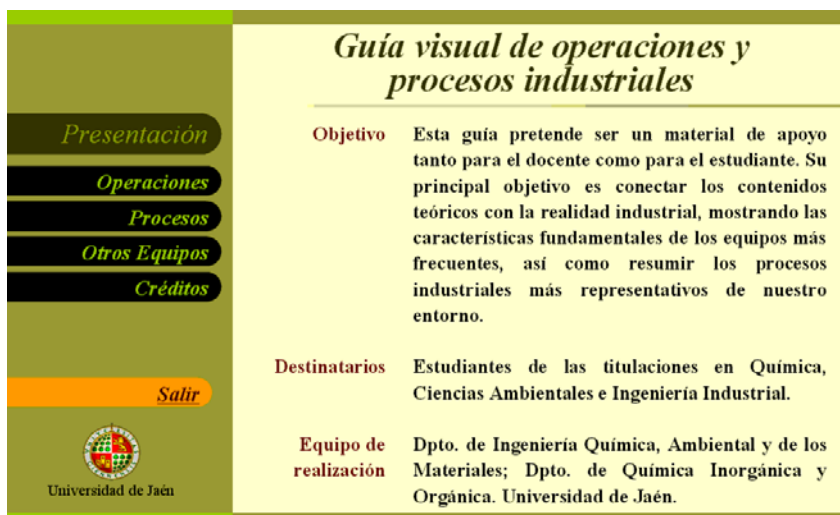 Guía visual de operaciones y
procesos industriales
Presentación
Operaciones
Procesos
Otros Equipos
Créditos
Salir
Universidad de Jaén
Objetivo
Esta guía pretende ser un material de apoyo
tanto para el docente como para el estudiante. Su
principal objetivo es conectar los contenidos
teóricos con la realidad industrial, mostrando las
características fundamentales de los equipos más
frecuentes, así como resumir los procesos
industriales más representativos de nuestro
entorno.
Destinatarios
Estudiantes de las titulaciones en Química,
Ciencias Ambientales e Ingeniería Industrial.
Equipo de
realización
Dpto. de Ingeniería Química, Ambiental y de los
Materiales; Dpto. de Química Inorgánica y
Orgánica. Universidad de Jaén.